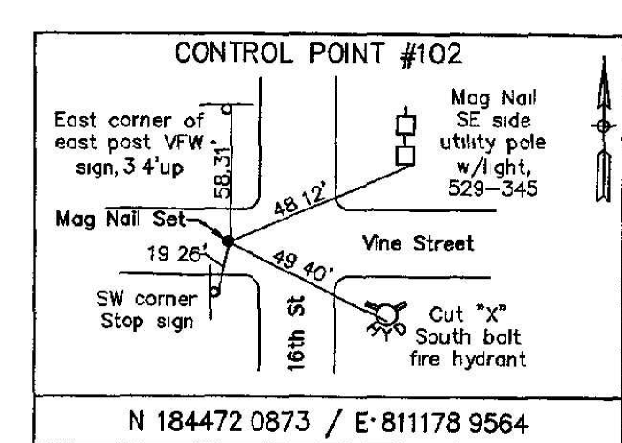 CONTROL POINT #102
East corner of
east post VFW
sign, 3 4'up
58.31'
Mag Nail
SE side
utility pole
w/l ght,
529-345
48 12'
Mag Nail Set
19 26'
49 40'
Vine Street
SW corner
Stop sign
16th St
HYD
Cut "X"
South bolt
fire hydrant
N 184472 0873 / E·811178 9564